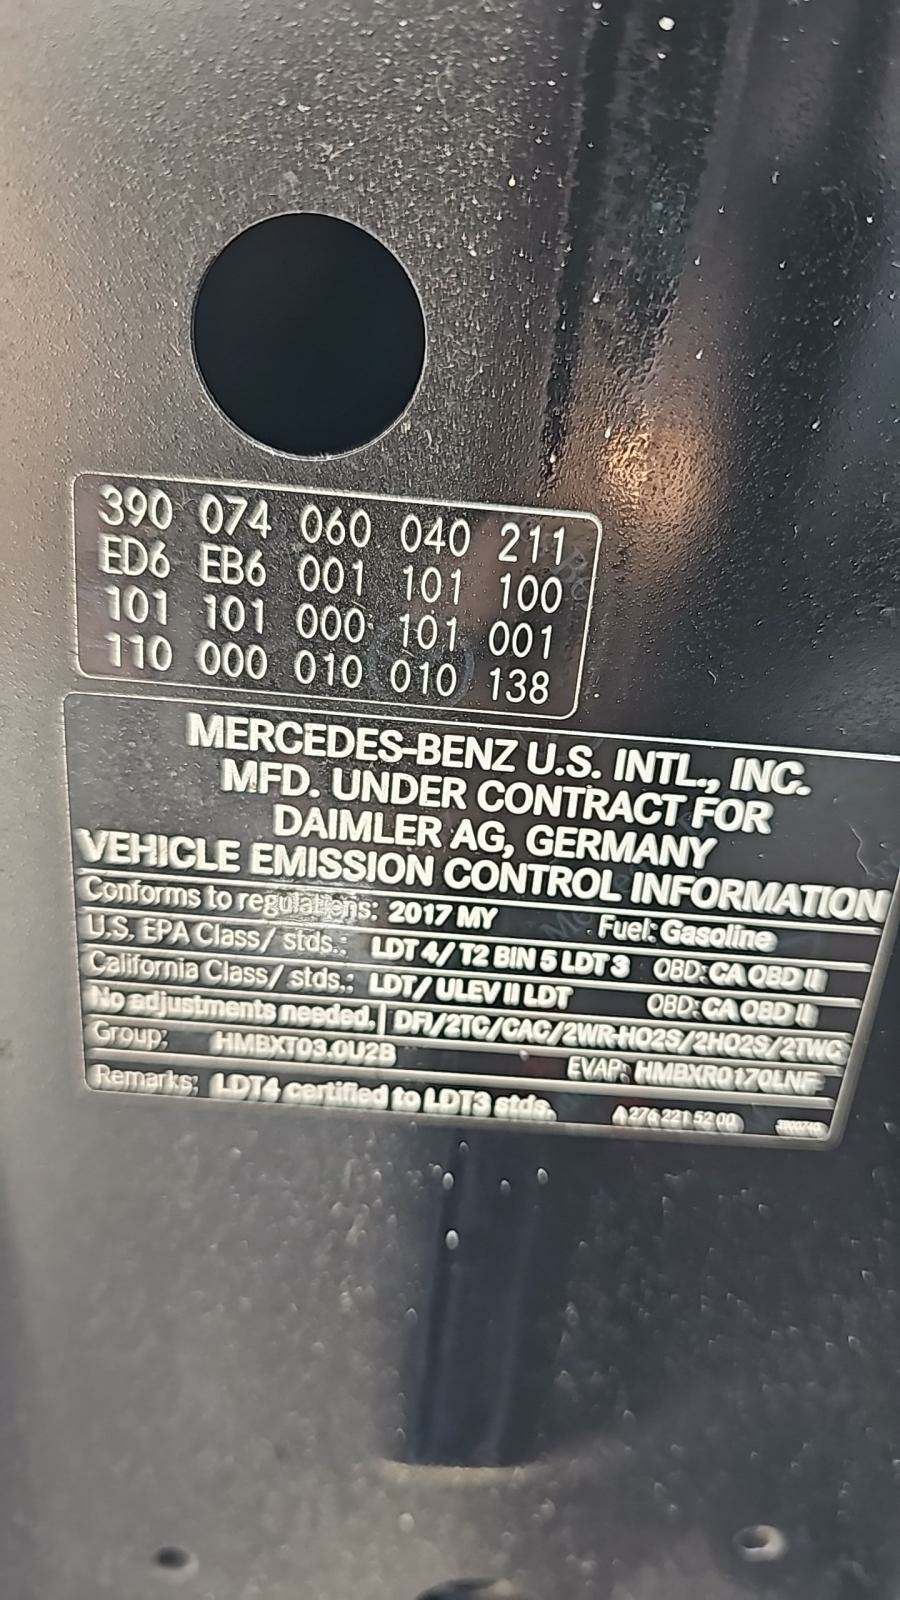 390 074 060 040 211
ED6 EB6 001 101 100
101 101 000 101 001
110 000 010 010 138
MERCEDES-BENZ U.S. INTL., INC.
MFD. UNDER CONTRACT FOR
DAIMLER AG, GERMANY
VEHICLE EMISSION CONTROL INFORMATION
Conforms to regulations: 2017 MY Fuel: Gasoline
U.S. EPA Class/ stds.: LDT 4/ T2 BIN 5 LDT 3 OBD: CA OBD II
California Class/ stds.: LDT/ ULEV II LDT OBD: CA OBD II
No adjustments needed. DFI/2TC/CAC/2WR-HO2S/2HO2S/2TWC
Group: HMBXT03.0U2B EVAP: HMBXR0170LNF
Remarks: LDT4 certified to LDT3 stds. A 276 221 52 00